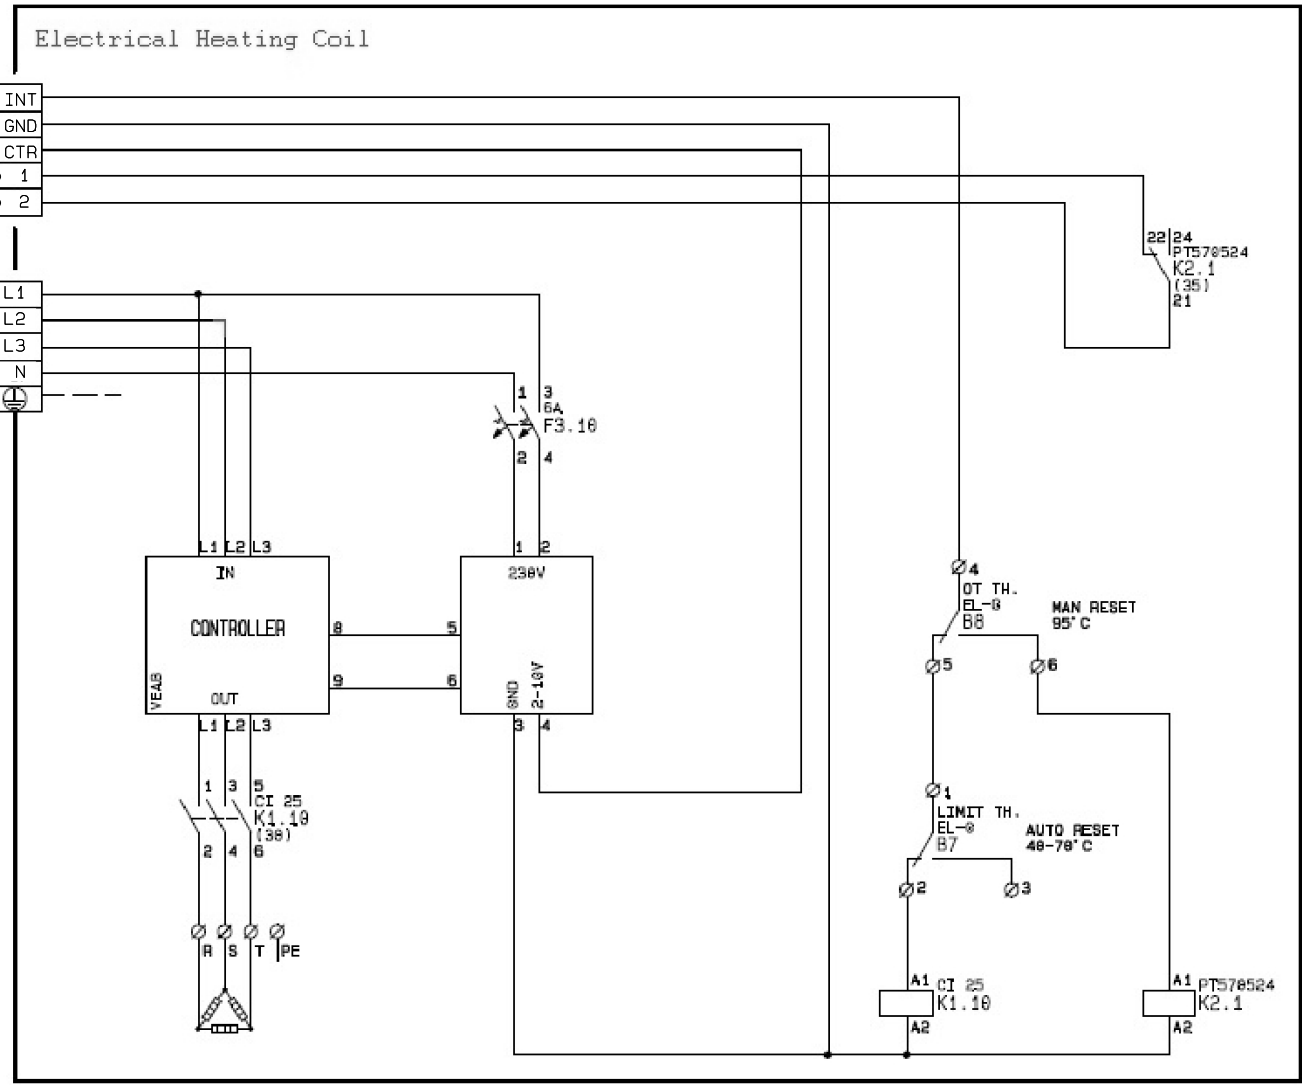 Electrical Heating Coil
INT
GND
CTR
1
2
22 24
PT570524
K2.1
(35)
21
L1
L2
L3
N
1 3
6A
F3.10
2 4
L1 L2 L3
IN
CONTROLLER
VEAB
OUT
L1 L2 L3
8
9
5
6
1 2
230V
GND
2-10V
3 4
4
OT TH.
EL-0
B8
MAN RESET
95°C
5
6
1 3 5
CI 25
K1.10
(30)
2 4 6
1
LIMIT TH.
EL-0
B7
AUTO RESET
40-70°C
2
3
R S T PE
A1
CI 25
K1.10
A2
A1
PT570524
K2.1
A2